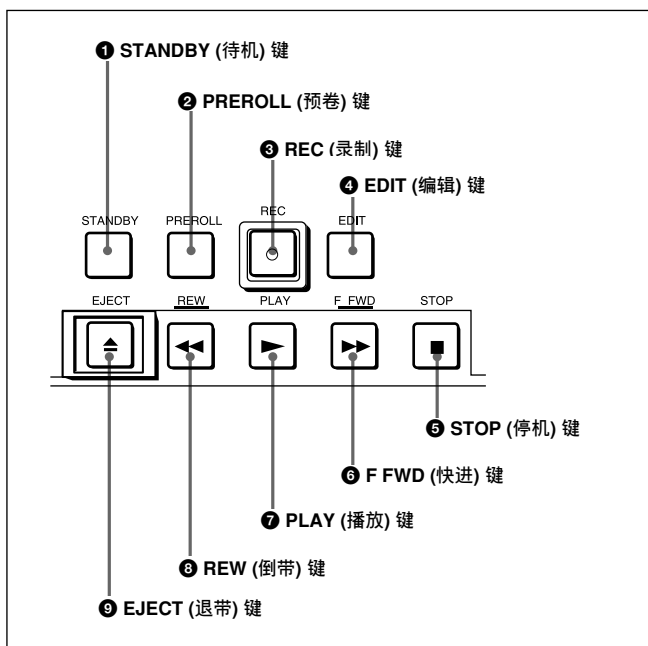 ❶ STANDBY (待机) 键
❷ PREROLL (预卷) 键
❸ REC (录制) 键
❹ EDIT (编辑) 键
STANDBY PREROLL REC EDIT
EJECT REW PLAY F FWD STOP
❺ STOP (停机) 键
❻ F FWD (快进) 键
❼ PLAY (播放) 键
❽ REW (倒带) 键
❾ EJECT (退带) 键